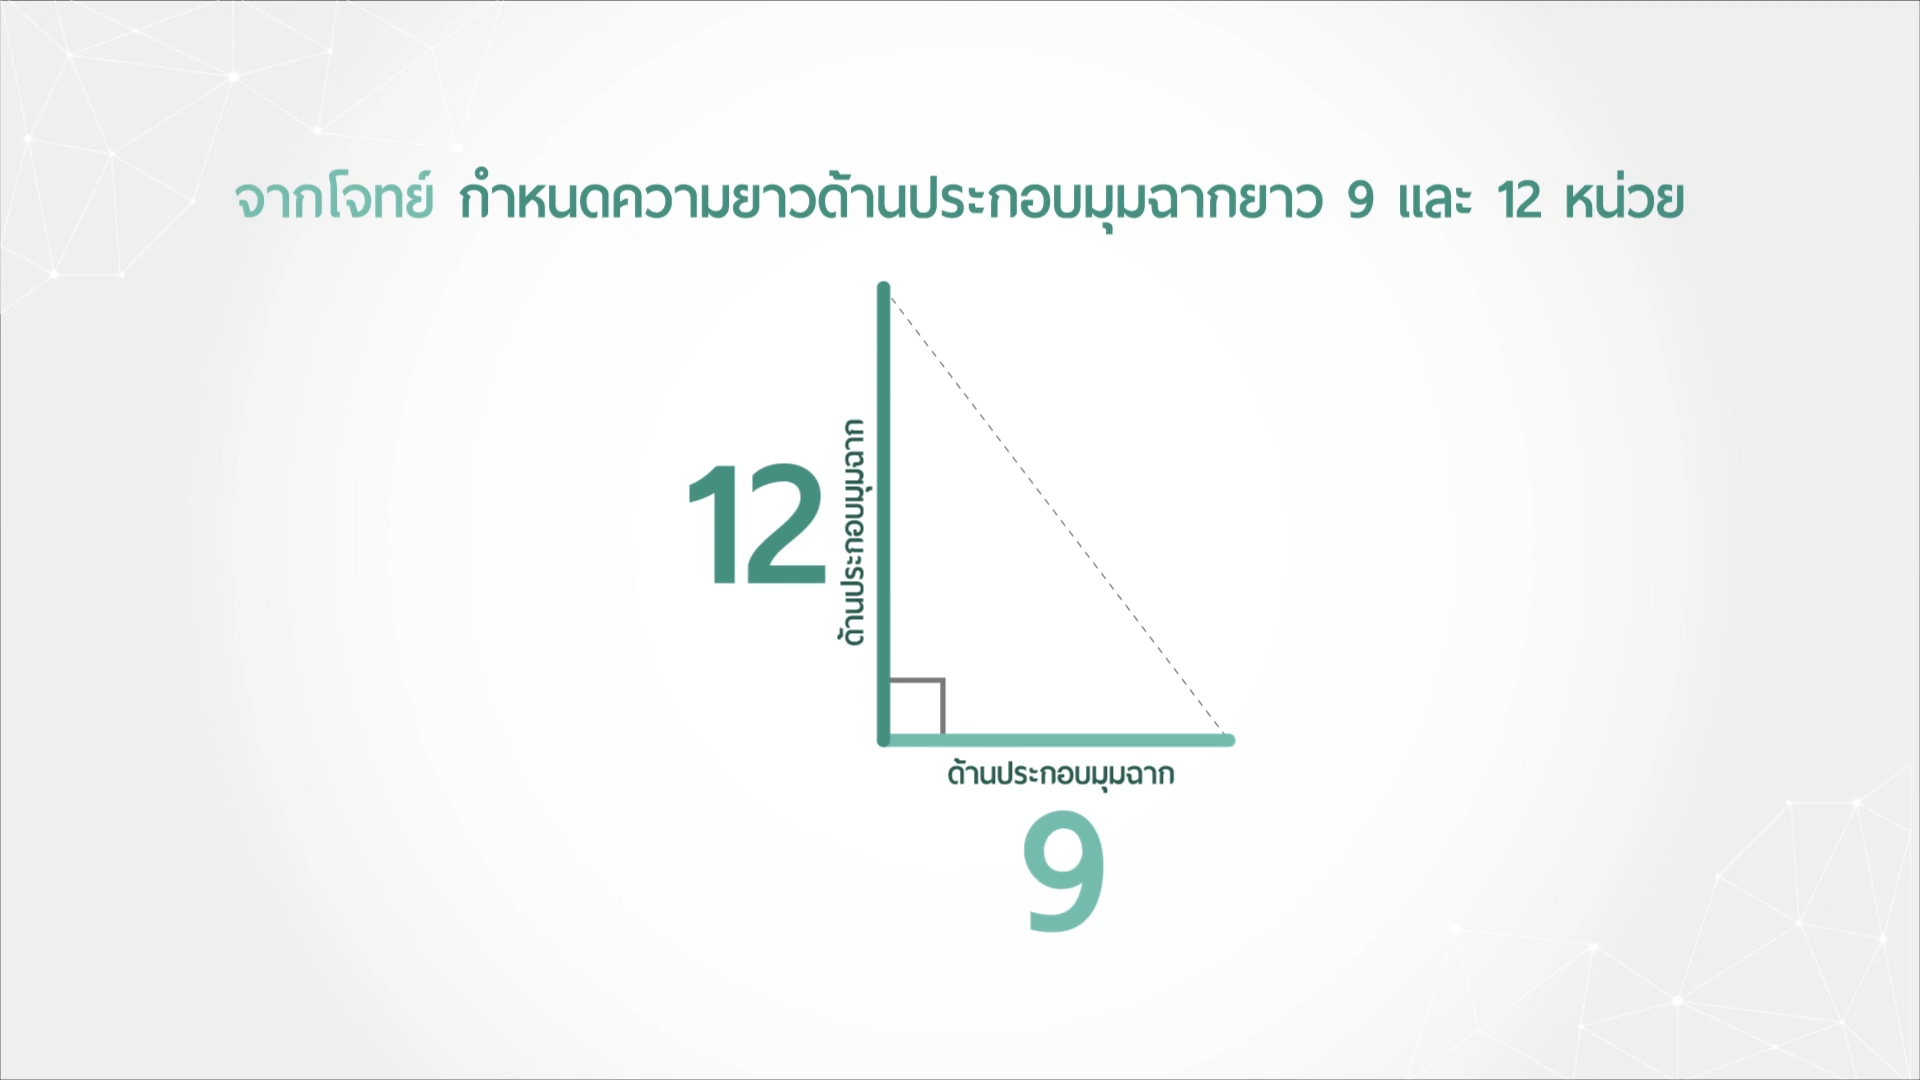 จากโจทย์ กำหนดความยาวด้านประกอบมุมฉากยาว 9 และ 12 หน่วย
12
ด้านประกอบมุมฉาก
ด้านประกอบมุมฉาก
9